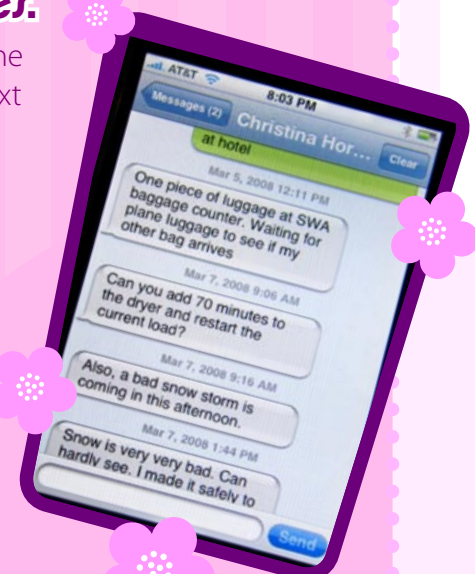 er.
ne
xt
AT&T 8:03 PM
Messages (2) Christina Hor... Clear
at hotel
Mar 5, 2008 12:11 PM
One piece of luggage at SWA
baggage counter. Waiting for
plane luggage to see if my
other bag arrives
Mar 7, 2008 9:06 AM
Can you add 70 minutes to
the dryer and restart the
current load?
Mar 7, 2008 9:16 AM
Also, a bad snow storm is
coming in this afternoon.
Mar 7, 2008 1:44 PM
Snow is very very bad. Can
hardly see. I made it safely to
Send